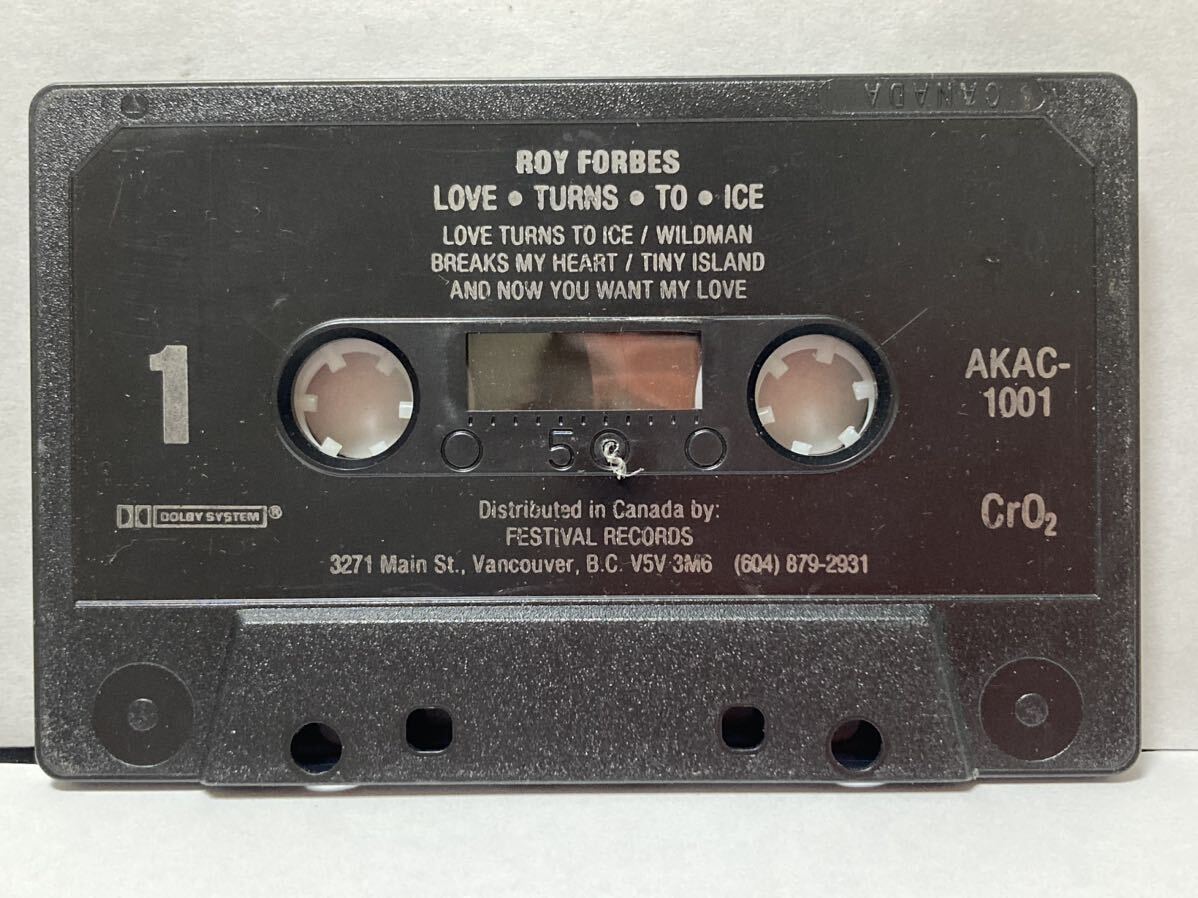 CANADA
ROY FORBES
LOVE • TURNS • TO • ICE
LOVE TURNS TO ICE / WILDMAN
BREAKS MY HEART / TINY ISLAND
AND NOW YOU WANT MY LOVE
1
AKAC-
1001
5
DOLBY SYSTEM®
CrO₂
Distributed in Canada by:
FESTIVAL RECORDS
3271 Main St., Vancouver, B.C. V5V 3M6 (604) 879-2931